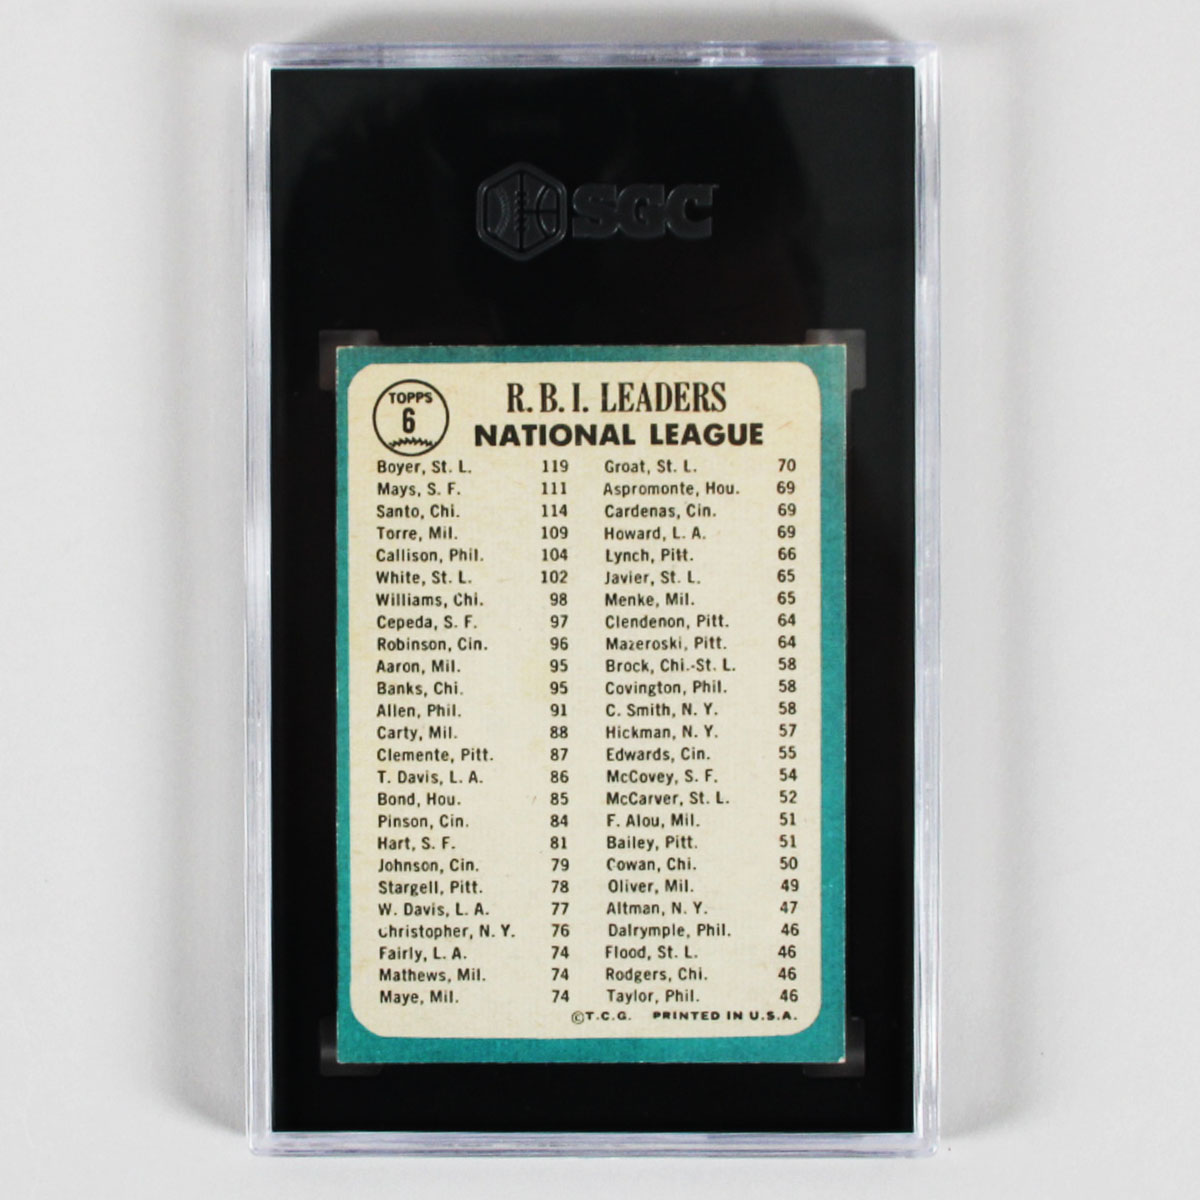 SGC
TOPPS
6
R. B. I. LEADERS
NATIONAL LEAGUE
Boyer, St. L. 119
Mays, S. F. 111
Santo, Chi. 114
Torre, Mil. 109
Callison, Phil. 104
White, St. L. 102
Williams, Chi. 98
Cepeda, S. F. 97
Robinson, Cin. 96
Aaron, Mil. 95
Banks, Chi. 95
Allen, Phil. 91
Carty, Mil. 88
Clemente, Pitt. 87
T. Davis, L. A. 86
Bond, Hou. 85
Pinson, Cin. 84
Hart, S. F. 81
Johnson, Cin. 79
Stargell, Pitt. 78
W. Davis, L. A. 77
Christopher, N. Y. 76
Fairly, L. A. 74
Mathews, Mil. 74
Maye, Mil. 74
Groat, St. L. 70
Aspromonte, Hou. 69
Cardenas, Cin. 69
Howard, L. A. 69
Lynch, Pitt. 66
Javier, St. L. 65
Menke, Mil. 65
Clendenon, Pitt. 64
Mazeroski, Pitt. 64
Brock, Chi.-St. L. 58
Covington, Phil. 58
C. Smith, N. Y. 58
Hickman, N. Y. 57
Edwards, Cin. 55
McCovey, S. F. 54
McCarver, St. L. 52
F. Alou, Mil. 51
Bailey, Pitt. 51
Cowan, Chi. 50
Oliver, Mil. 49
Altman, N. Y. 47
Dalrymple, Phil. 46
Flood, St. L. 46
Rodgers, Chi. 46
Taylor, Phil. 46
©T.C.G. PRINTED IN U.S.A.